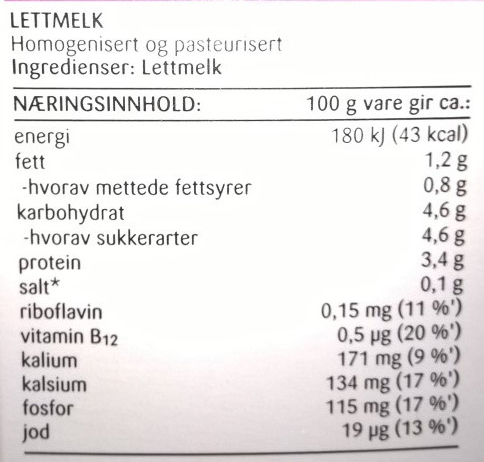 LETTMELK
Homogenisert og pasteurisert
Ingredienser: Lettmelk
NÆRINGSINNHOLD: 100 g vare gir ca.:
energi 180 kJ (43 kcal)
fett 1,2 g
-hvorav mettede fettsyrer 0,8 g
karbohydrat 4,6 g
-hvorav sukkerarter 4,6 g
protein 3,4 g
salt* 0,1 g
riboflavin 0,15 mg (11 %')
vitamin B12 0,5 µg (20 %')
kalium 171 mg (9 %')
kalsium 134 mg (17 %')
fosfor 115 mg (17 %')
jod 19 µg (13 %')